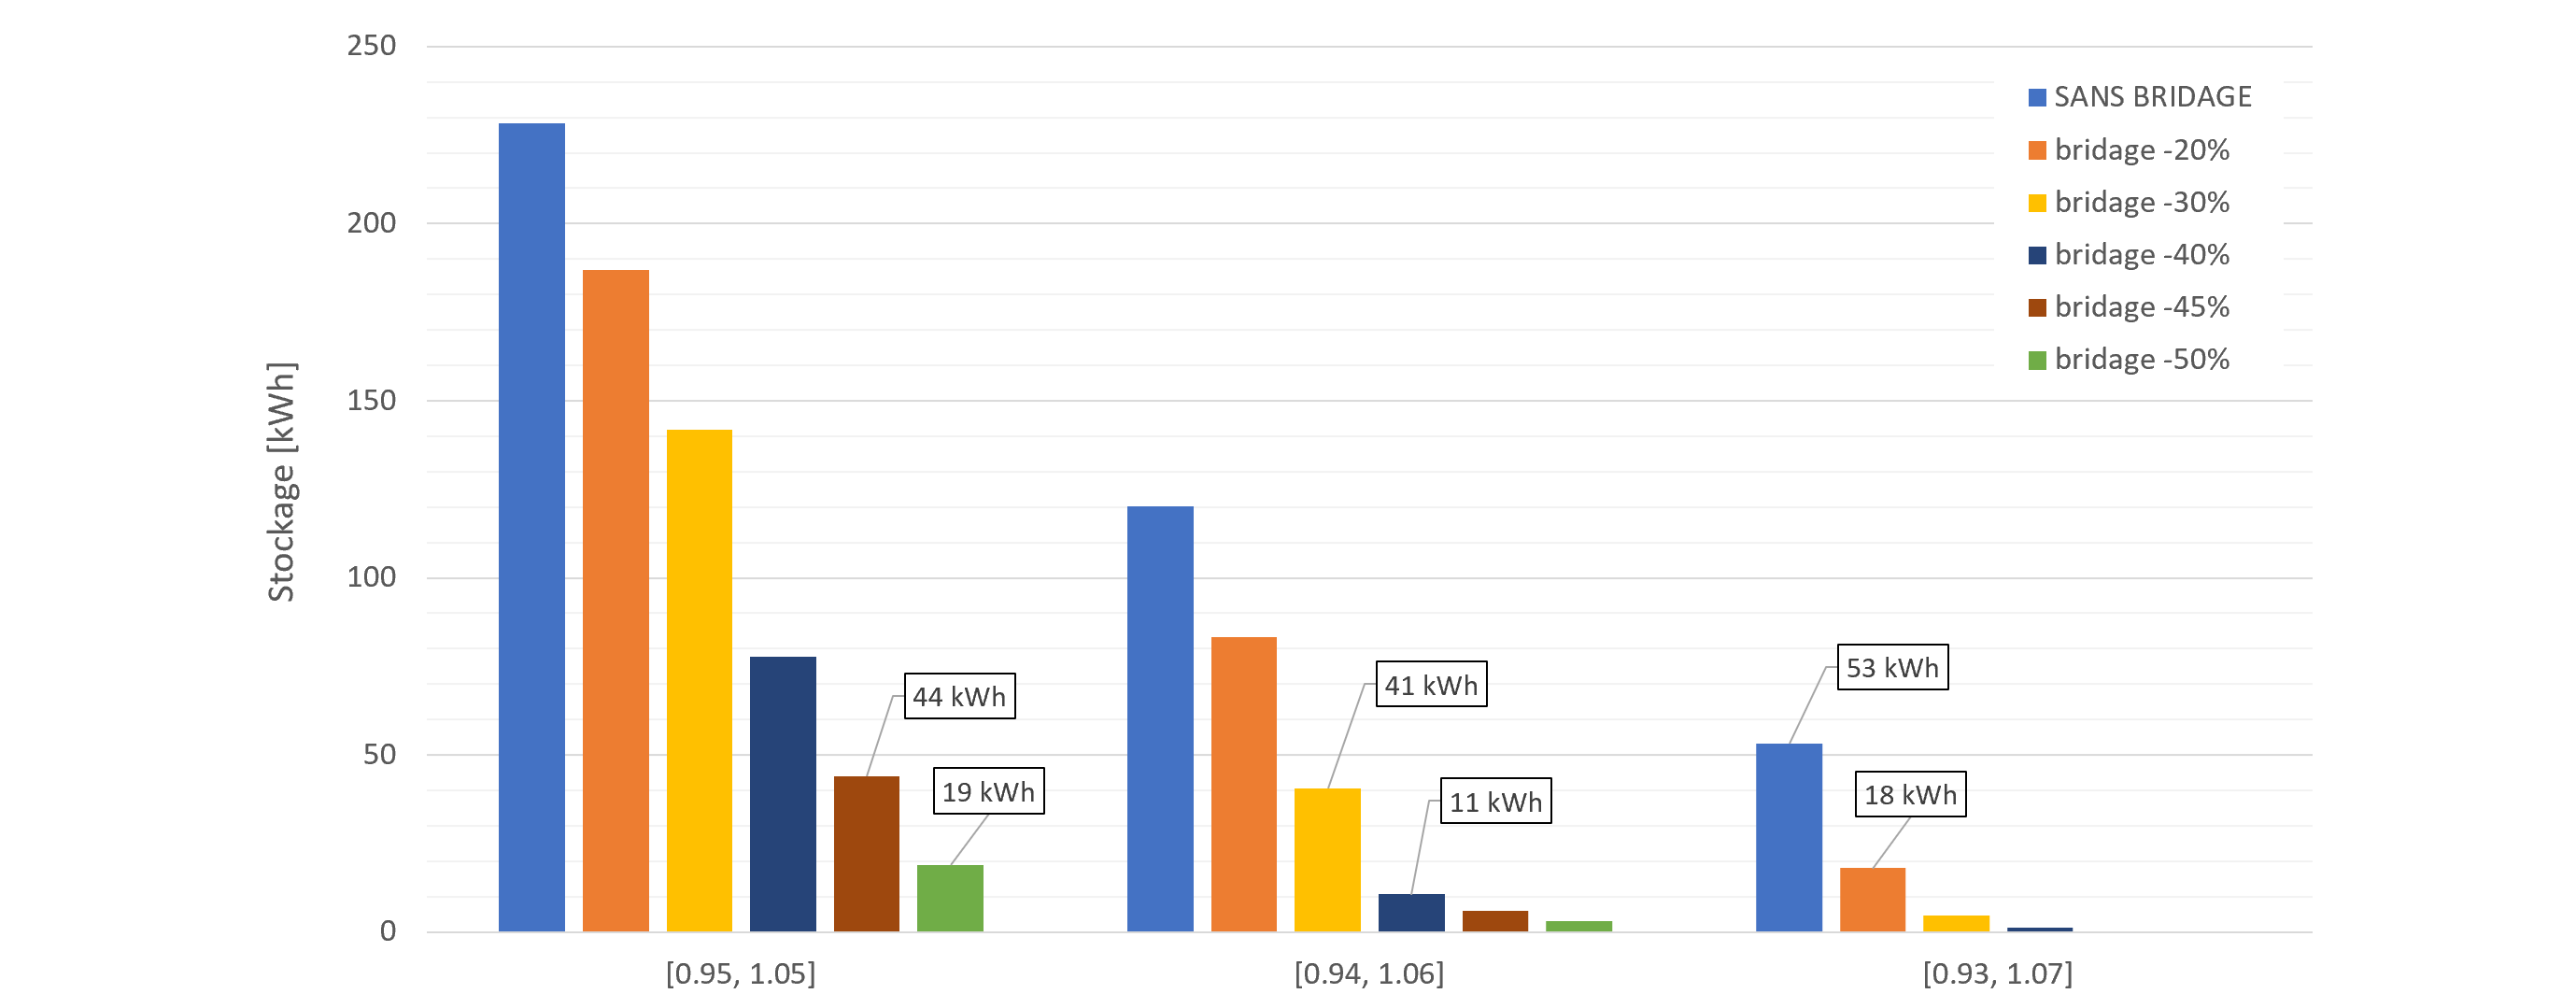 250
200
150
100
50
0
Stockage [kWh]
SANS BRIDAGE
bridage -20%
bridage -30%
bridage -40%
bridage -45%
bridage -50%
44 kWh
19 kWh
41 kWh
11 kWh
53 kWh
18 kWh
[0.95, 1.05]
[0.94, 1.06]
[0.93, 1.07]